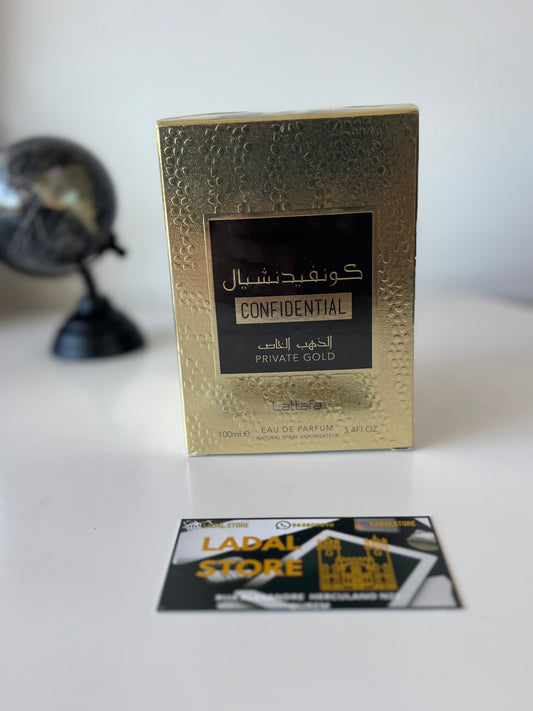 كونفيدنشيال
CONFIDENTIAL
الذهب الخاص
PRIVATE GOLD
Lattafa
100ml.e EAU DE PARFUM 3.4FL.OZ
NATURAL SPRAY VAPORISATEUR
LADAL.STORE LADALSTORE
LADAL
STORE
HERCULANO